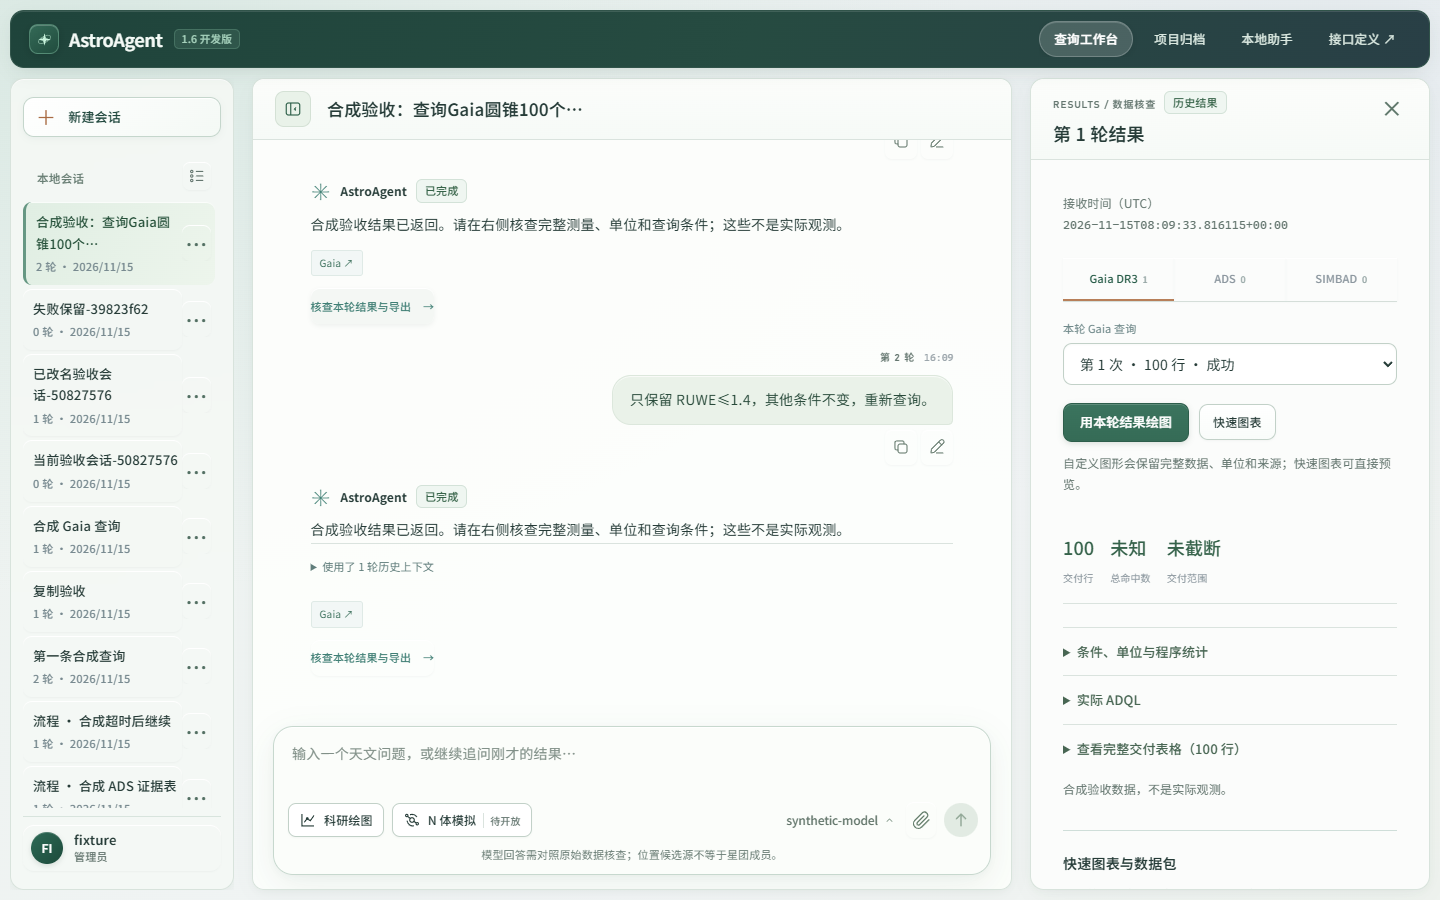 AstroAgent
1.6 开发版
查询工作台
项目归档
本地助手
接口定义 ↗
新建会话
本地会话
合成验收：查询Gaia圆
锥100个…
2 轮 · 2026/11/15
失败保留-39823f62
0 轮 · 2026/11/15
已改名验收会
话-50827576
1 轮 · 2026/11/15
当前验收会话-50827576
0 轮 · 2026/11/15
合成 Gaia 查询
1 轮 · 2026/11/15
复制验收
1 轮 · 2026/11/15
第一条合成查询
2 轮 · 2026/11/15
流程 · 合成超时后继续
1 轮 · 2026/11/15
流程 · 合成 ADS 证据表
1 轮 · 2026/11/15
FI
fixture
管理员
合成验收：查询Gaia圆锥100个…
AstroAgent
已完成
合成验收结果已返回。请在右侧核查完整测量、单位和查询条件；这些不是实际观测。
Gaia ↗
核查本轮结果与导出 →
第 2 轮 16:09
只保留 RUWE≤1.4，其他条件不变，重新查询。
AstroAgent
已完成
合成验收结果已返回。请在右侧核查完整测量、单位和查询条件；这些不是实际观测。
▶ 使用了 1 轮历史上下文
Gaia ↗
核查本轮结果与导出 →
输入一个天文问题，或继续追问刚才的结果…
科研绘图
N 体模拟
待开放
synthetic-model
模型回答需对照原始数据核查；位置候选源不等于星团成员。
RESULTS / 数据核查
历史结果
第 1 轮结果
接收时间（UTC）
2026-11-15T08:09:33.816115+00:00
Gaia DR3 1
ADS 0
SIMBAD 0
本轮 Gaia 查询
第 1 次 · 100 行 · 成功
用本轮结果绘图
快速图表
自定义图形会保留完整数据、单位和来源；快速图表可直接预
览。
100 未知 未截断
交付行 总命中数 交付范围
▶ 条件、单位与程序统计
▶ 实际 ADQL
▶ 查看完整交付表格（100 行）
合成验收数据，不是实际观测。
快速图表与数据包